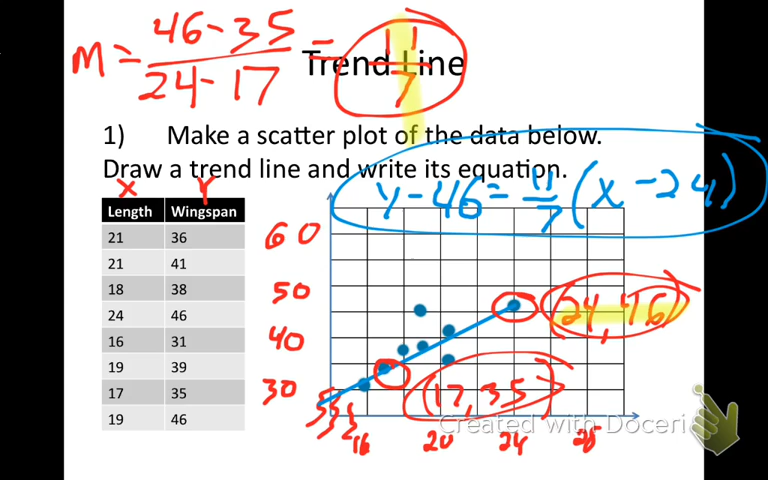 m = 46-35 / 24-17 = 11/7
Trend Line
1) Make a scatter plot of the data below.
Draw a trend line and write its equation.
y-46 = 11/7 (x-24)
X Y
Length Wingspan
21 36
21 41
18 38
24 46
16 31
19 39
17 35
19 46
60
50
40
30
(24,46)
(17,35)
16 20 24 28
Created with Doceri